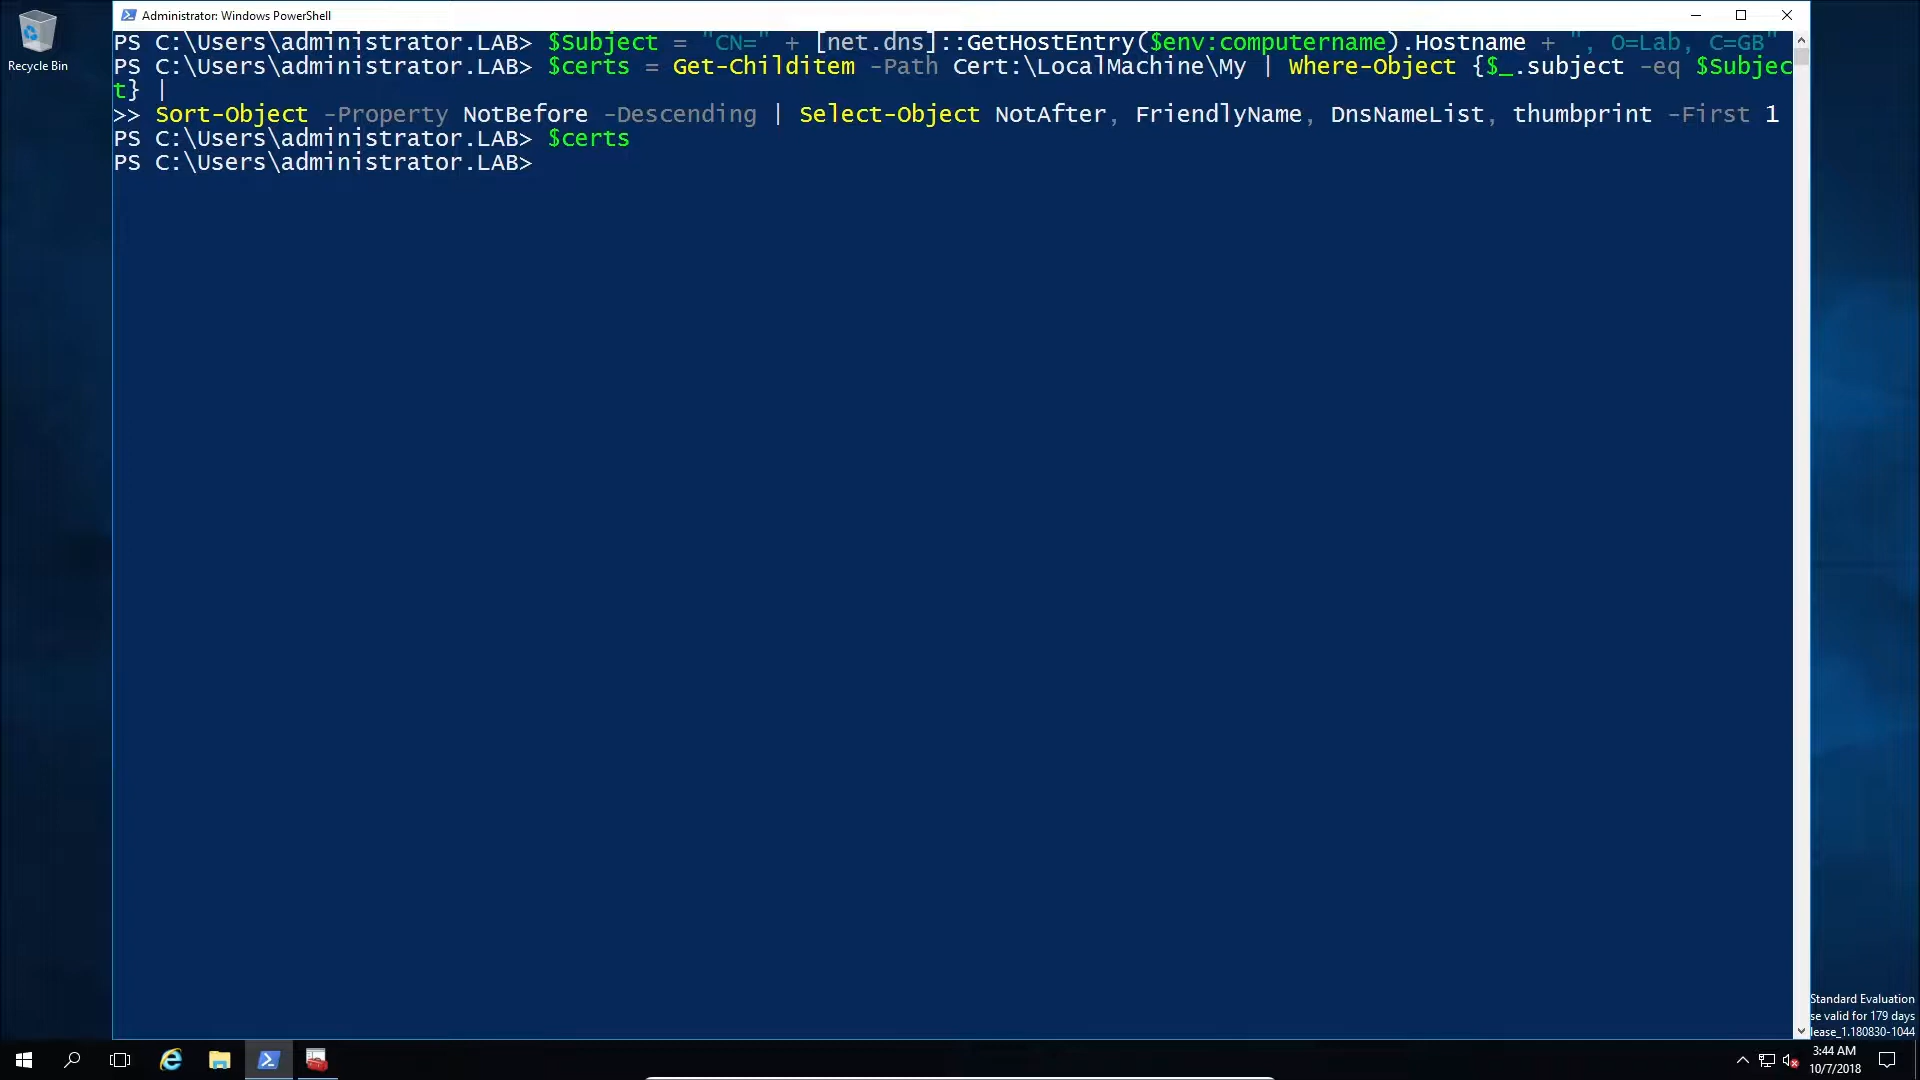 Recycle Bin
Administrator: Windows PowerShell
PS C:\Users\administrator.LAB> $Subject = "CN=" + [net.dns]::GetHostEntry($env:computername).Hostname + ", O=Lab, C=GB"
PS C:\Users\administrator.LAB> $certs = Get-Childitem -Path Cert:\LocalMachine\My | Where-Object {$_.subject -eq $Subjec
t} |
>> Sort-Object -Property NotBefore -Descending | Select-Object NotAfter, FriendlyName, DnsNameList, thumbprint -First 1
PS C:\Users\administrator.LAB> $certs
PS C:\Users\administrator.LAB>
Standard Evaluation
se valid for 179 days
lease_1.180830-1044
3:44 AM
10/7/2018